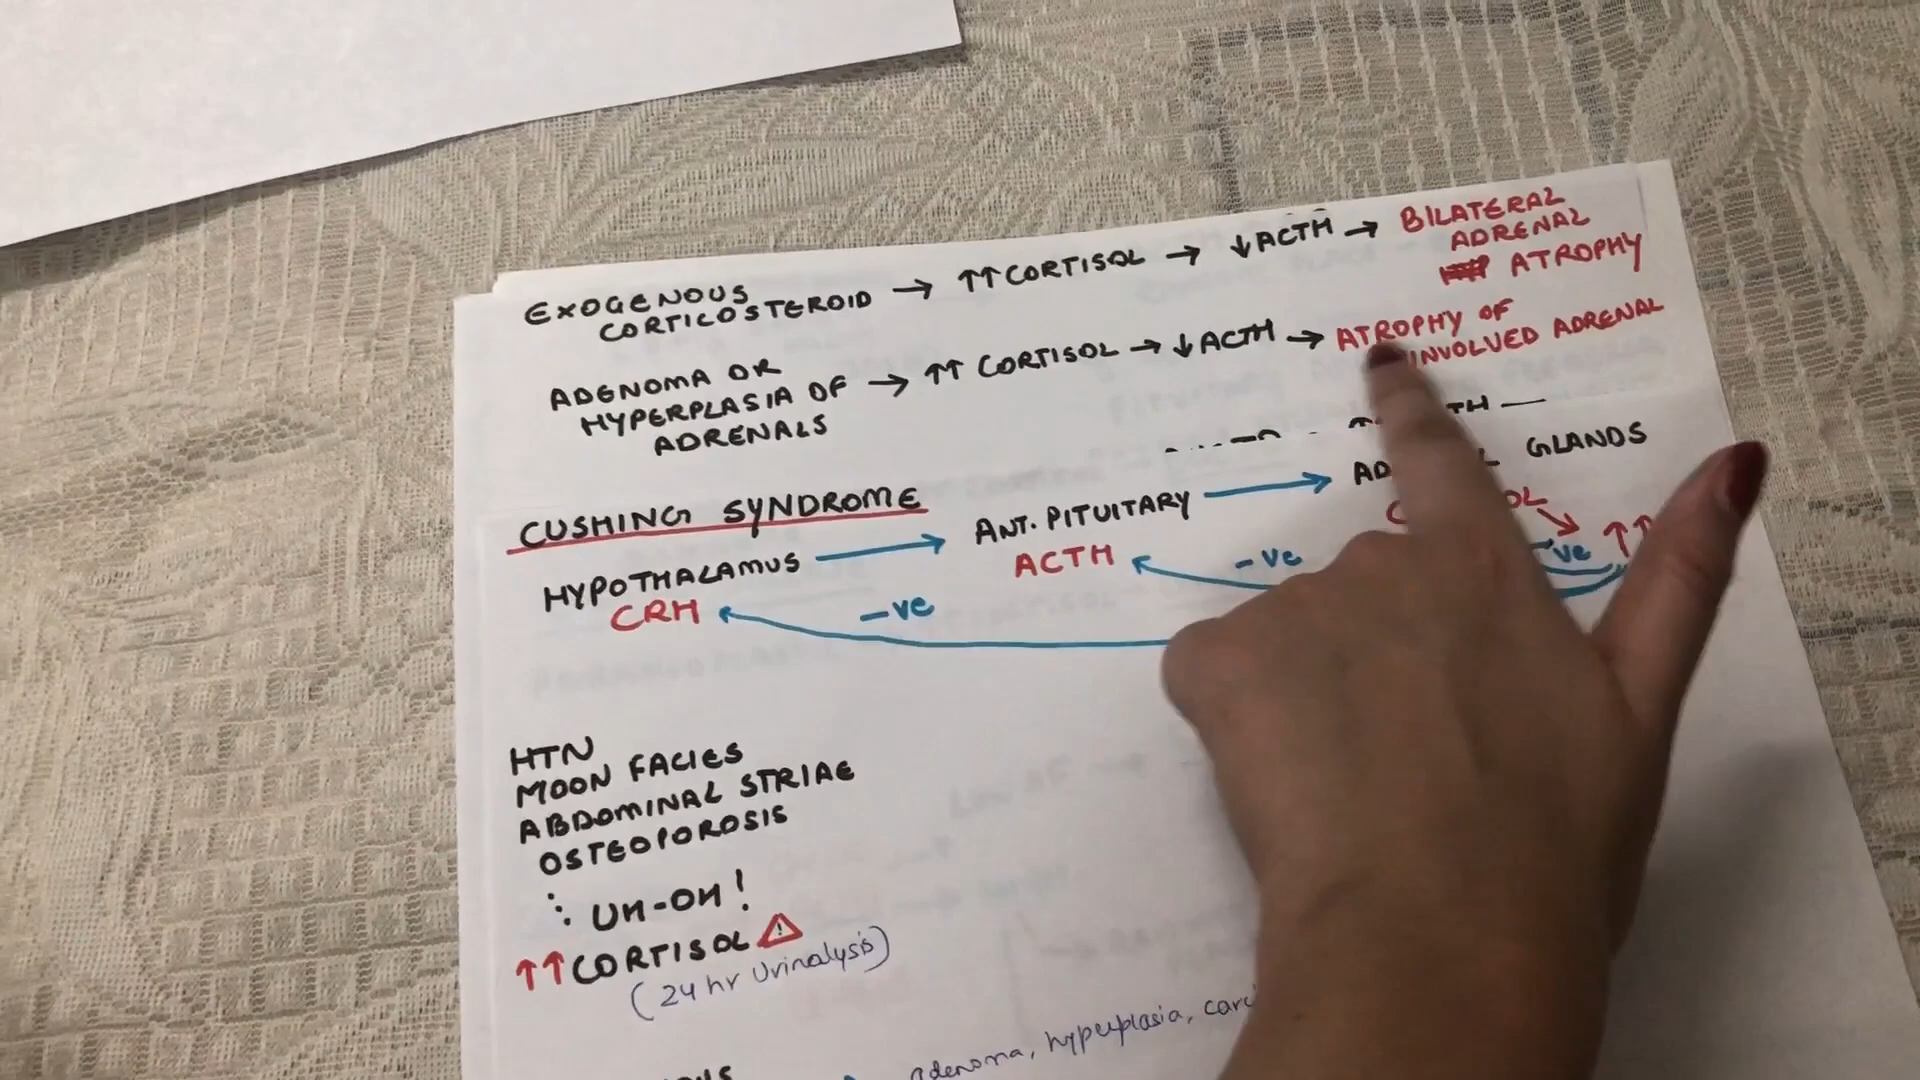 EXOGENOUS
CORTICOSTEROID → ↑↑ CORTISOL → ↓ ACTH → BILATERAL
ADRENAL
ATROPHY
ADENOMA OR
HYPERPLASIA OF → ↑↑ CORTISOL → ↓ ACTH → ATROPHY OF
ADRENALS
INVOLVED ADRENAL
CUSHING SYNDROME
HYPOTHALAMUS → ANT. PITUITARY → GLANDS
CRH
ACTH
-ve
-ve
-ve
↑↑
HTN
MOON FACIES
ABDOMINAL STRIAE
OSTEOPOROSIS
: UH-OH!
↑↑ CORTISOL ⚠
(24 hr Urinalysis)
adenoma, hyperplasia,